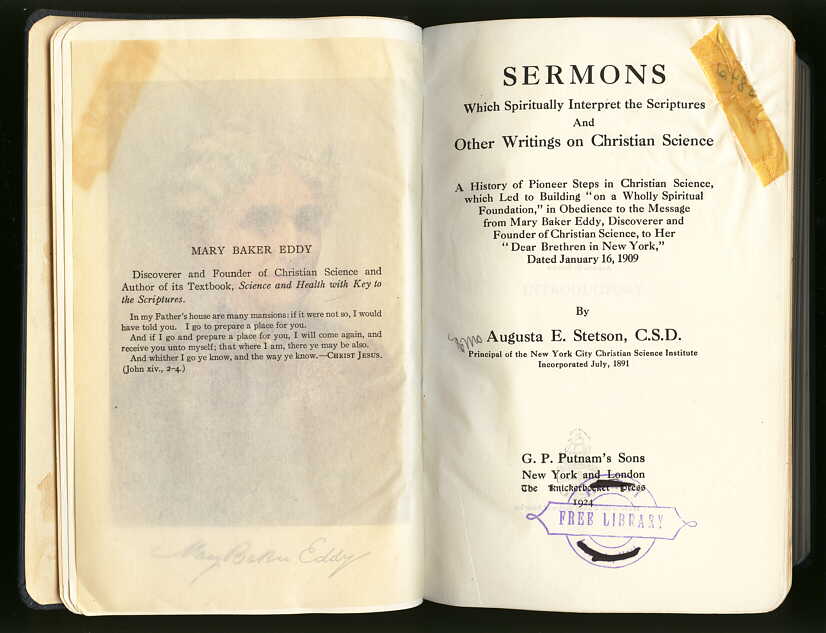 MARY BAKER EDDY
Discoverer and Founder of Christian Science and
Author of its Textbook, Science and Health with Key to
the Scriptures.
In my Father's house are many mansions: if it were not so, I would
have told you. I go to prepare a place for you.
And if I go and prepare a place for you, I will come again, and
receive you unto myself; that where I am, there ye may be also.
And whither I go ye know, and the way ye know.—CHRIST JESUS.
(John xiv., 2-4.)
Mary Baker Eddy
SERMONS
Which Spiritually Interpret the Scriptures
And
Other Writings on Christian Science
A History of Pioneer Steps in Christian Science,
which Led to Building "on a Wholly Spiritual
Foundation," in Obedience to the Message
from Mary Baker Eddy, Discoverer and
Founder of Christian Science, to Her
"Dear Brethren in New York,"
Dated January 16, 1909
INTRODUCTORY
By
Augusta E. Stetson, C.S.D.
Principal of the New York City Christian Science Institute
Incorporated July, 1891
G. P. Putnam's Sons
New York and London
The Knickerbocker Press
1924
FREE LIBRARY